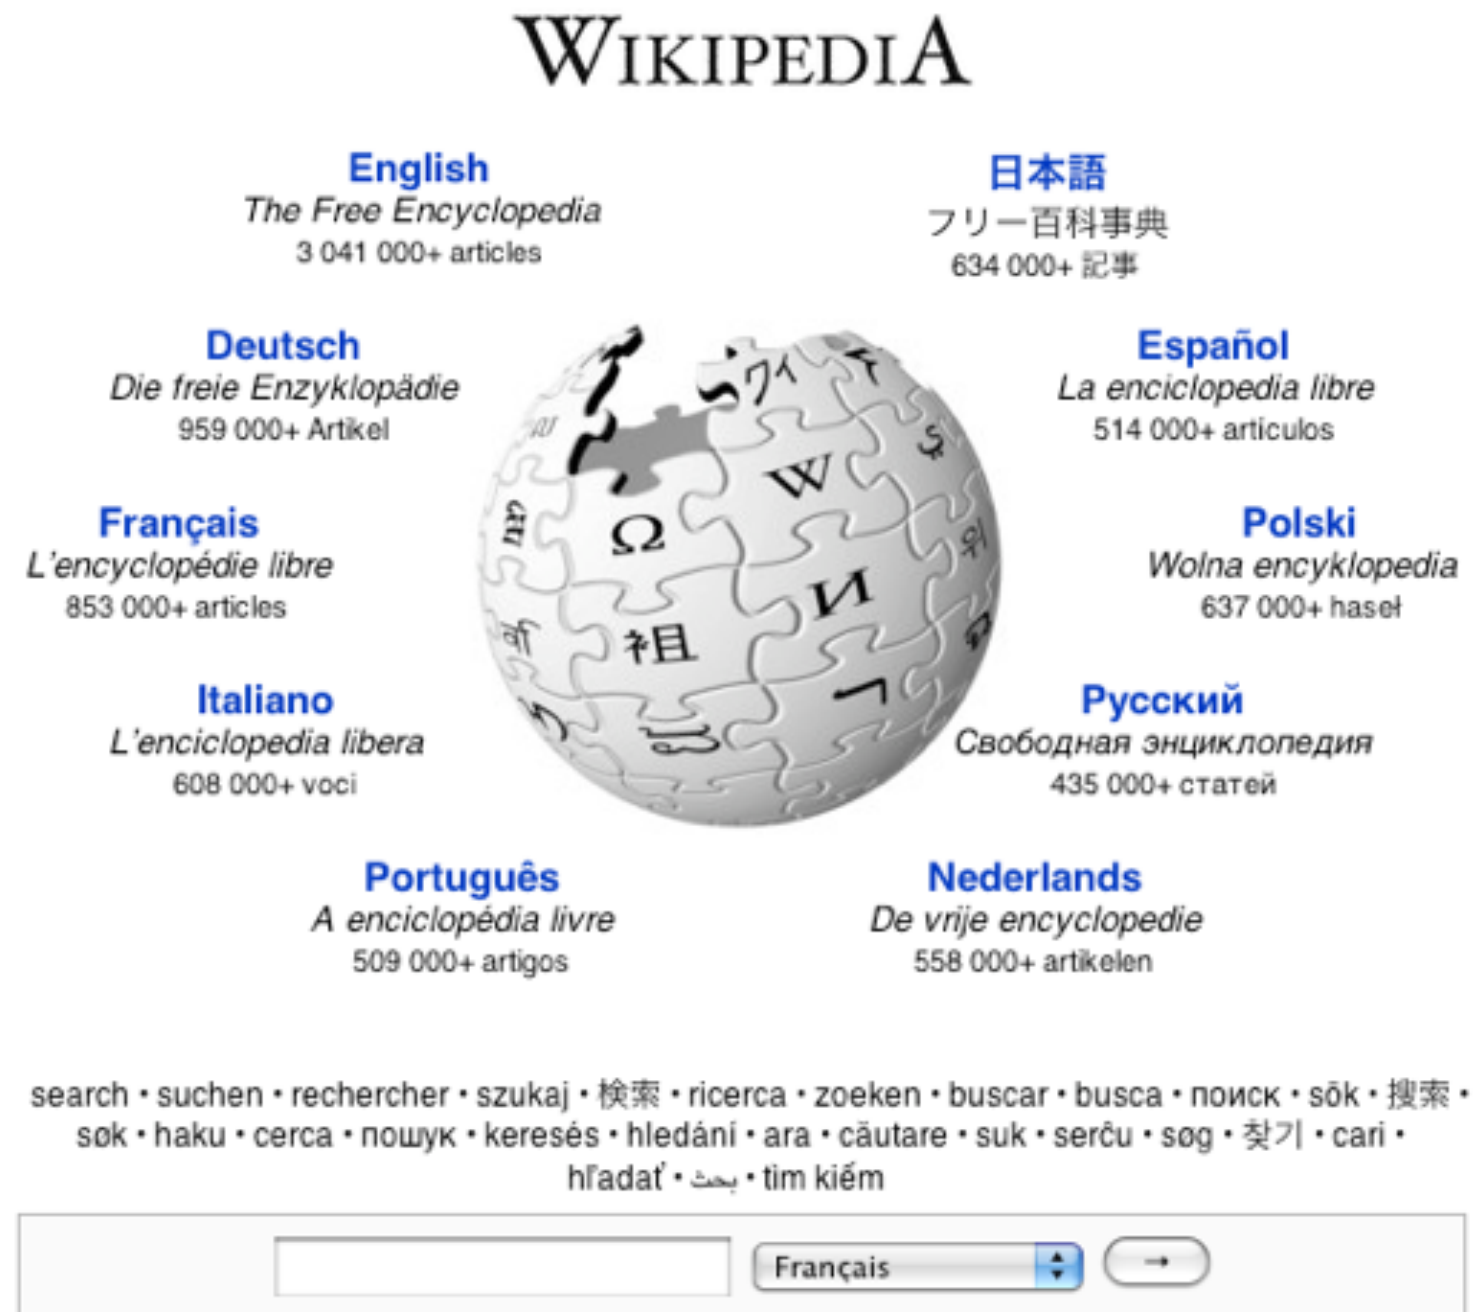 WIKIPEDIA
English
The Free Encyclopedia
3 041 000+ articles
日本語
フリー百科事典
634 000+ 記事
Deutsch
Die freie Enzyklopädie
959 000+ Artikel
Español
La enciclopedia libre
514 000+ artículos
Français
L'encyclopédie libre
853 000+ articles
Polski
Wolna encyklopedia
637 000+ haseł
Italiano
L'enciclopedia libera
608 000+ voci
Русский
Свободная энциклопедия
435 000+ статей
Português
A enciclopédia livre
509 000+ artigos
Nederlands
De vrije encyclopedie
558 000+ artikelen
Ω
W
И
祖
위
ワィ
search • suchen • rechercher • szukaj • 検索 • ricerca • zoeken • buscar • busca • поиск • sök • 搜索 •
søk • haku • cerca • пошук • keresés • hledání • ara • căutare • suk • serĉu • søg • 찾기 • cari •
hľadať • بحث • tìm kiếm
Français
→